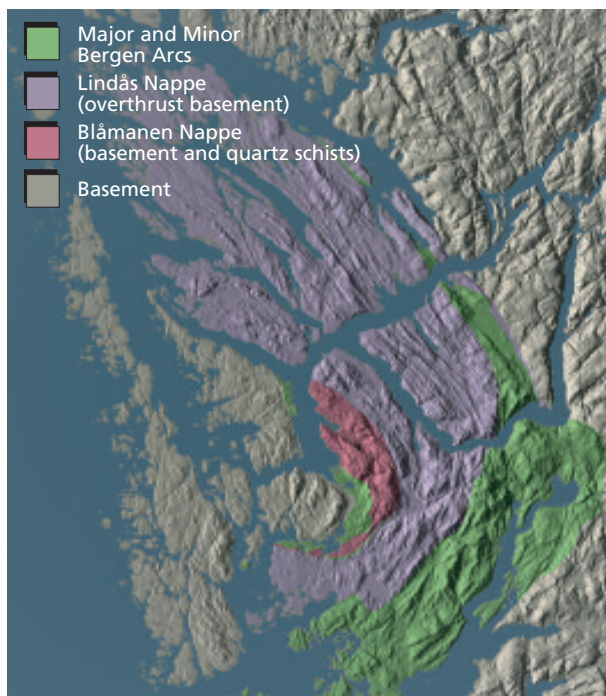 Major and Minor
Bergen Arcs
Lindås Nappe
(overthrust basement)
Blåmanen Nappe
(basement and quartz schists)
Basement